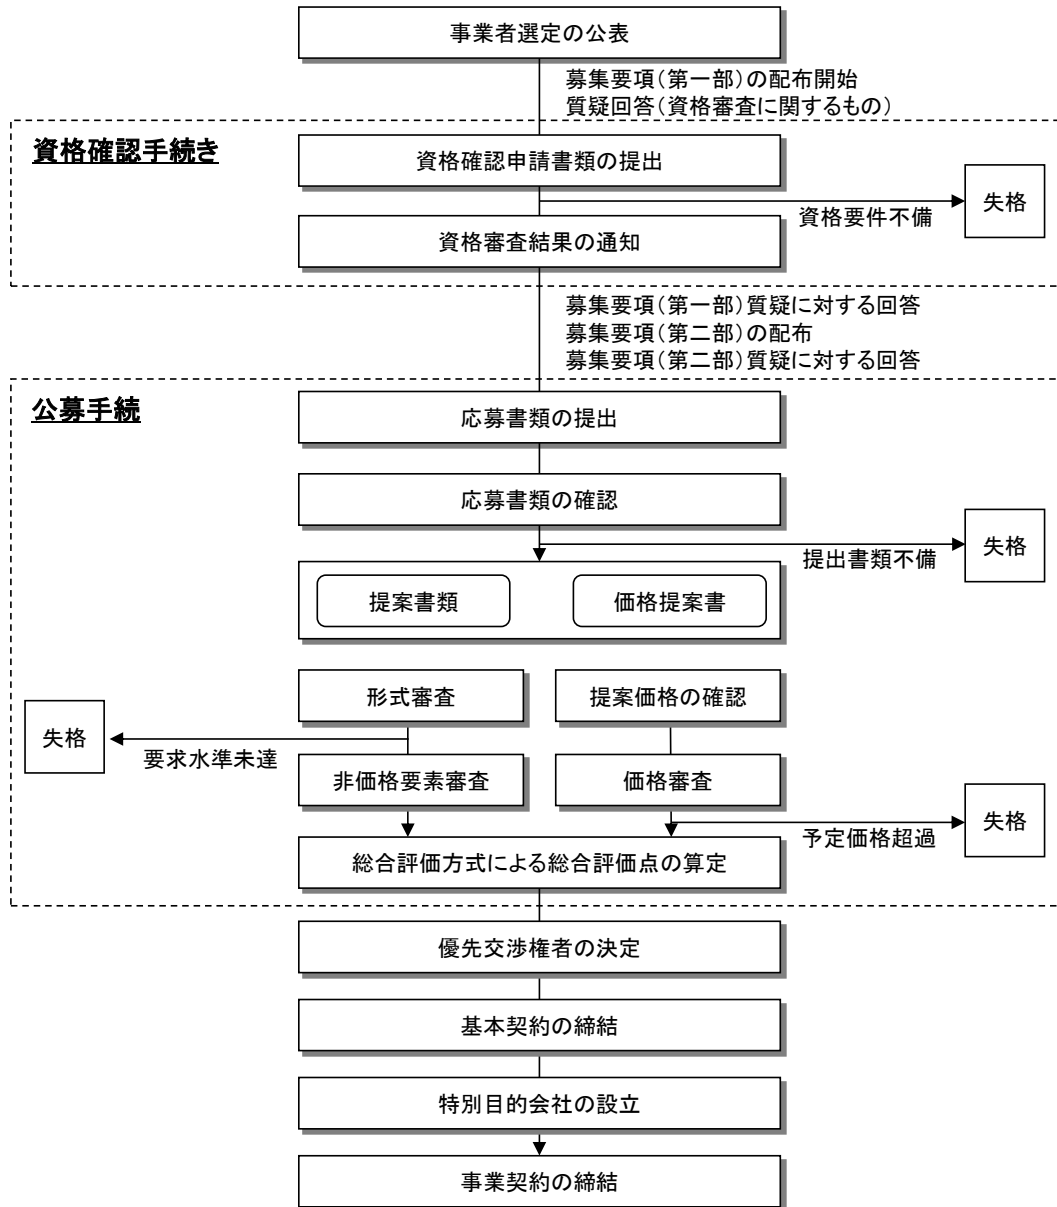 事業者選定の公表
募集要項(第一部)の配布開始
質疑回答(資格審査に関するもの)
資格確認手続き
資格確認申請書類の提出
失格
資格要件不備
資格審査結果の通知
募集要項(第一部)質疑に対する回答
募集要項(第二部)の配布
募集要項(第二部)質疑に対する回答
公募手続
応募書類の提出
応募書類の確認
失格
提出書類不備
提案書類
価格提案書
形式審査
提案価格の確認
失格
要求水準未達
非価格要素審査
価格審査
失格
予定価格超過
総合評価方式による総合評価点の算定
優先交渉権者の決定
基本契約の締結
特別目的会社の設立
事業契約の締結